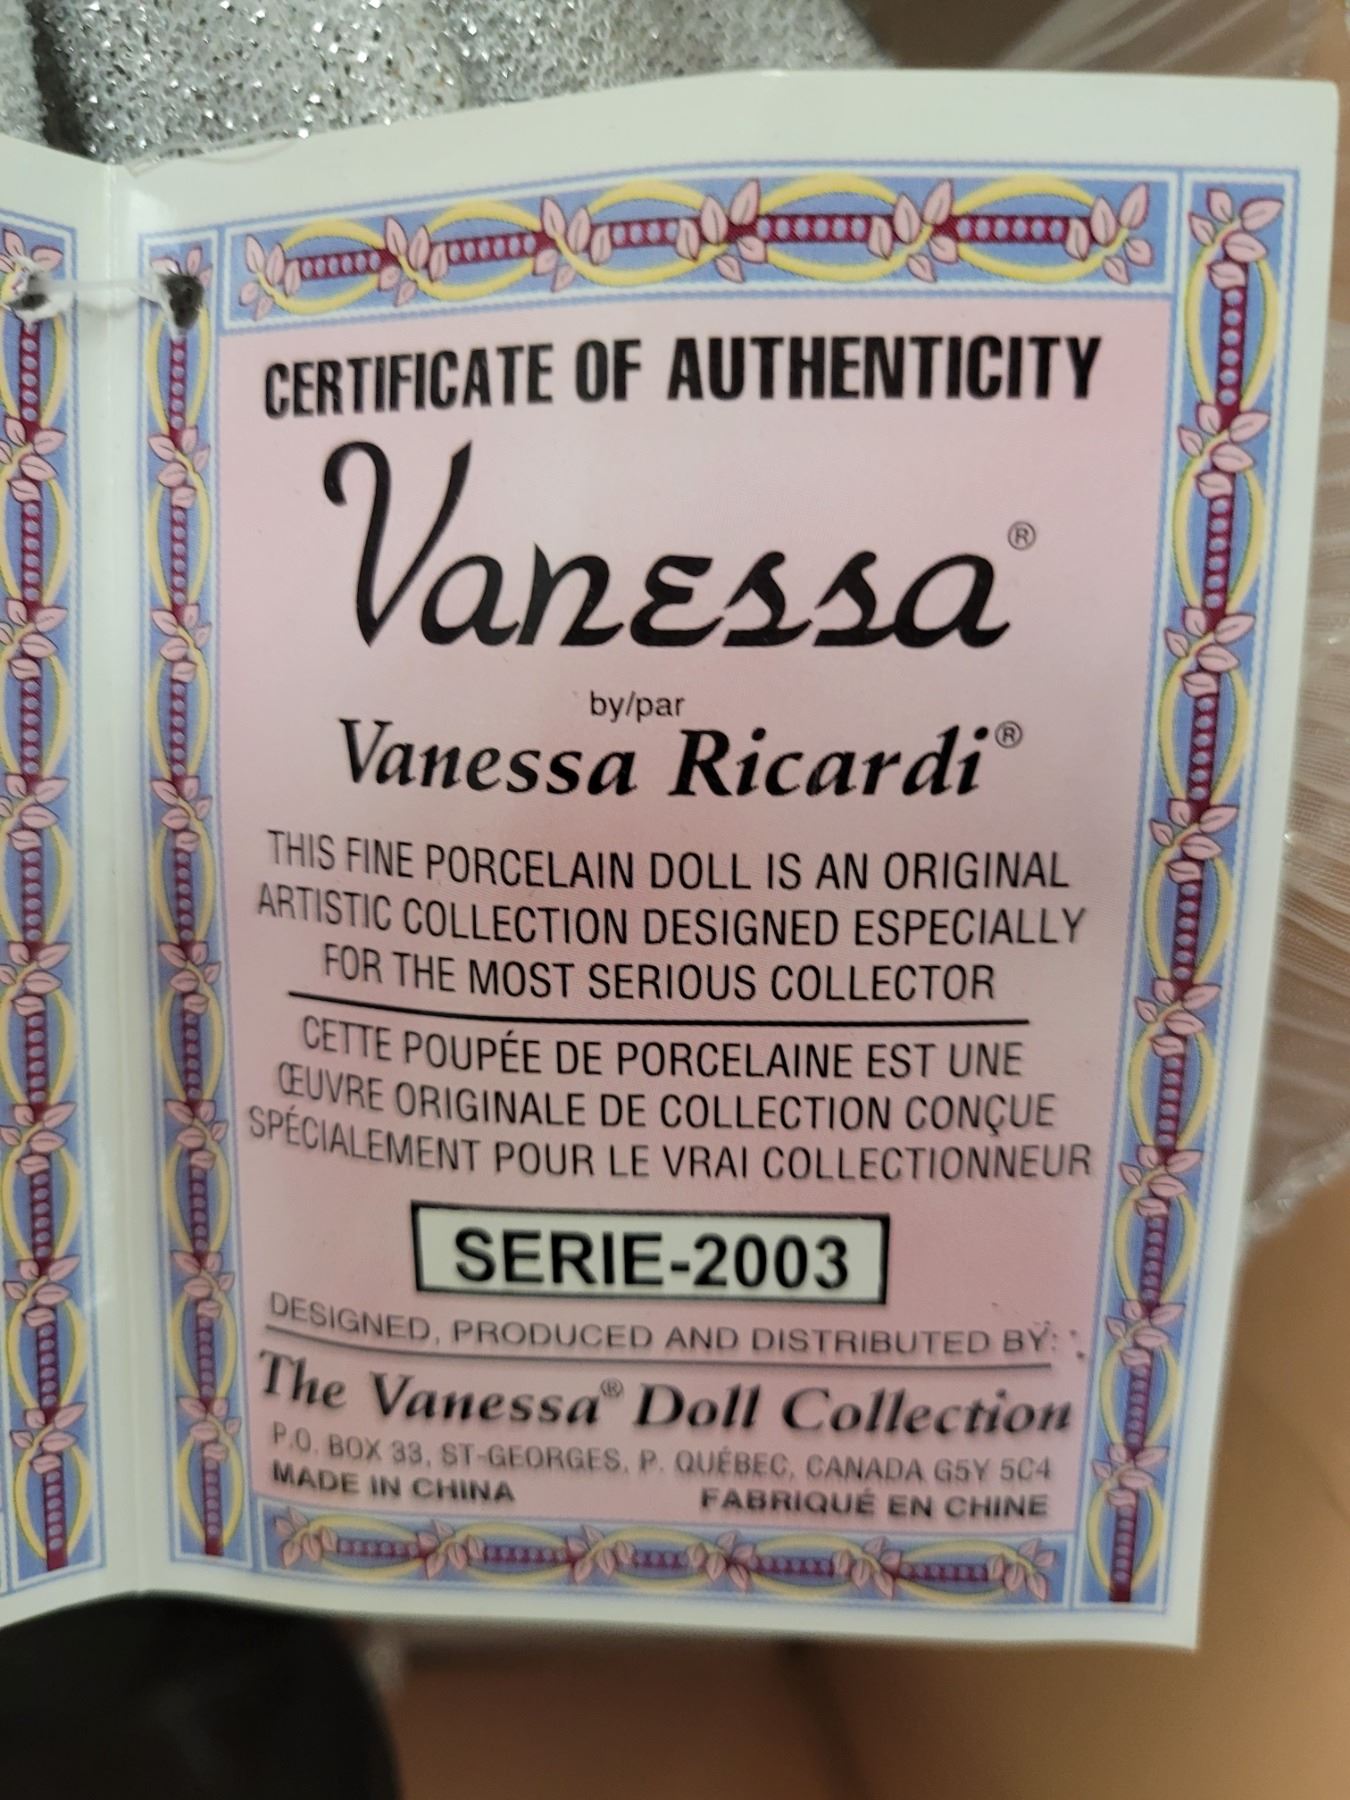 CERTIFICATE OF AUTHENTICITY
Vanessa®
by/par
Vanessa Ricardi®
THIS FINE PORCELAIN DOLL IS AN ORIGINAL
ARTISTIC COLLECTION DESIGNED ESPECIALLY
FOR THE MOST SERIOUS COLLECTOR
CETTE POUPÉE DE PORCELAINE EST UNE
ŒUVRE ORIGINALE DE COLLECTION CONÇUE
SPÉCIALEMENT POUR LE VRAI COLLECTIONNEUR
SERIE-2003
DESIGNED, PRODUCED AND DISTRIBUTED BY:
The Vanessa® Doll Collection
P.O. BOX 33, ST-GEORGES, P. QUÉBEC, CANADA G5Y 5C4
MADE IN CHINA FABRIQUÉ EN CHINE